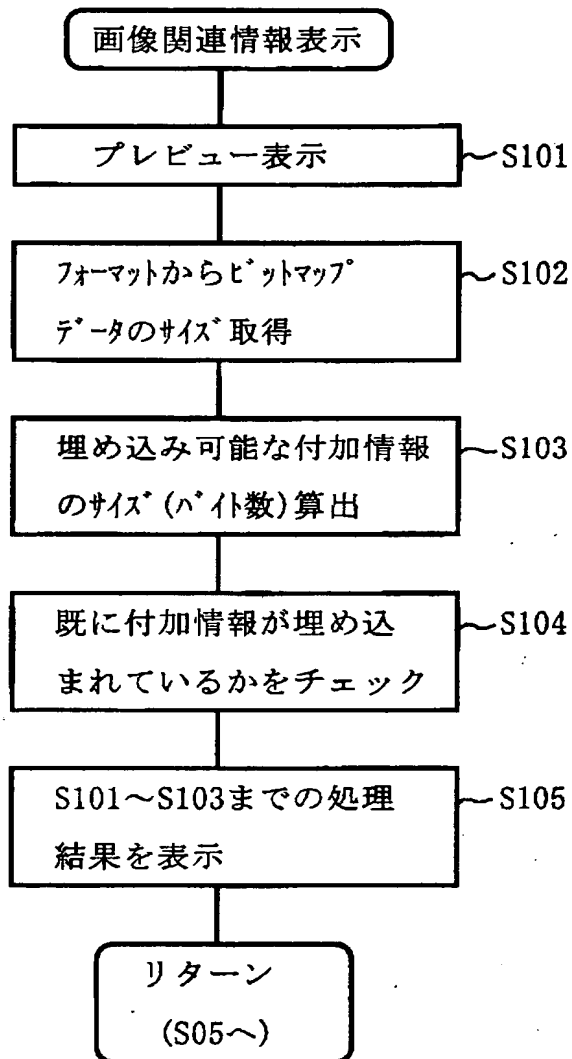 画像関連情報表示
プレビュー表示
～S101
フォーマットからビットマップ
データのサイズ取得
～S102
埋め込み可能な付加情報
のサイズ(バイト数)算出
～S103
既に付加情報が埋め込
まれているかをチェック
～S104
S101～S103までの処理
結果を表示
～S105
リターン
(S05へ)